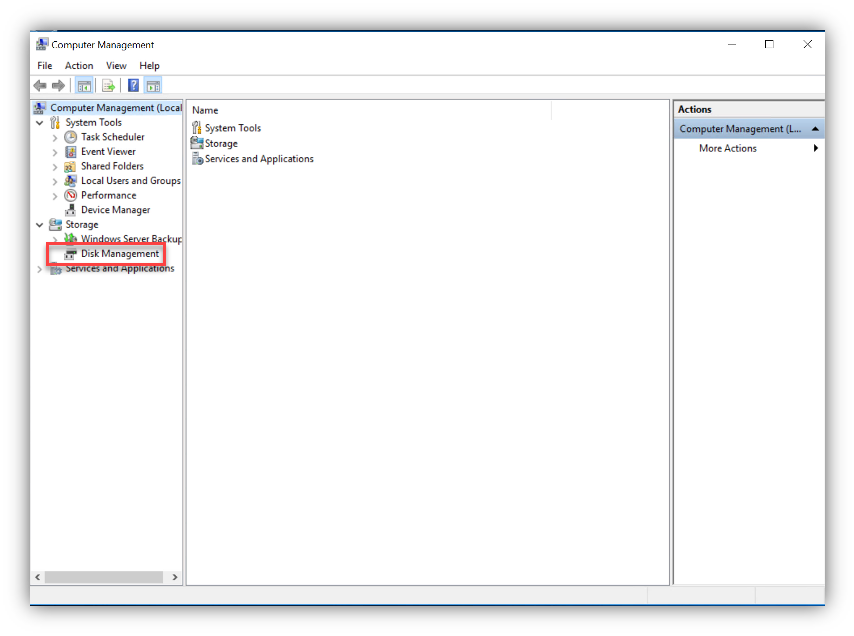 Computer Management
File Action View Help
Computer Management (Local
System Tools
Task Scheduler
Event Viewer
Shared Folders
Local Users and Groups
Performance
Device Manager
Storage
Windows Server Backup
Disk Management
Services and Applications
Name
System Tools
Storage
Services and Applications
Actions
Computer Management (L...
More Actions